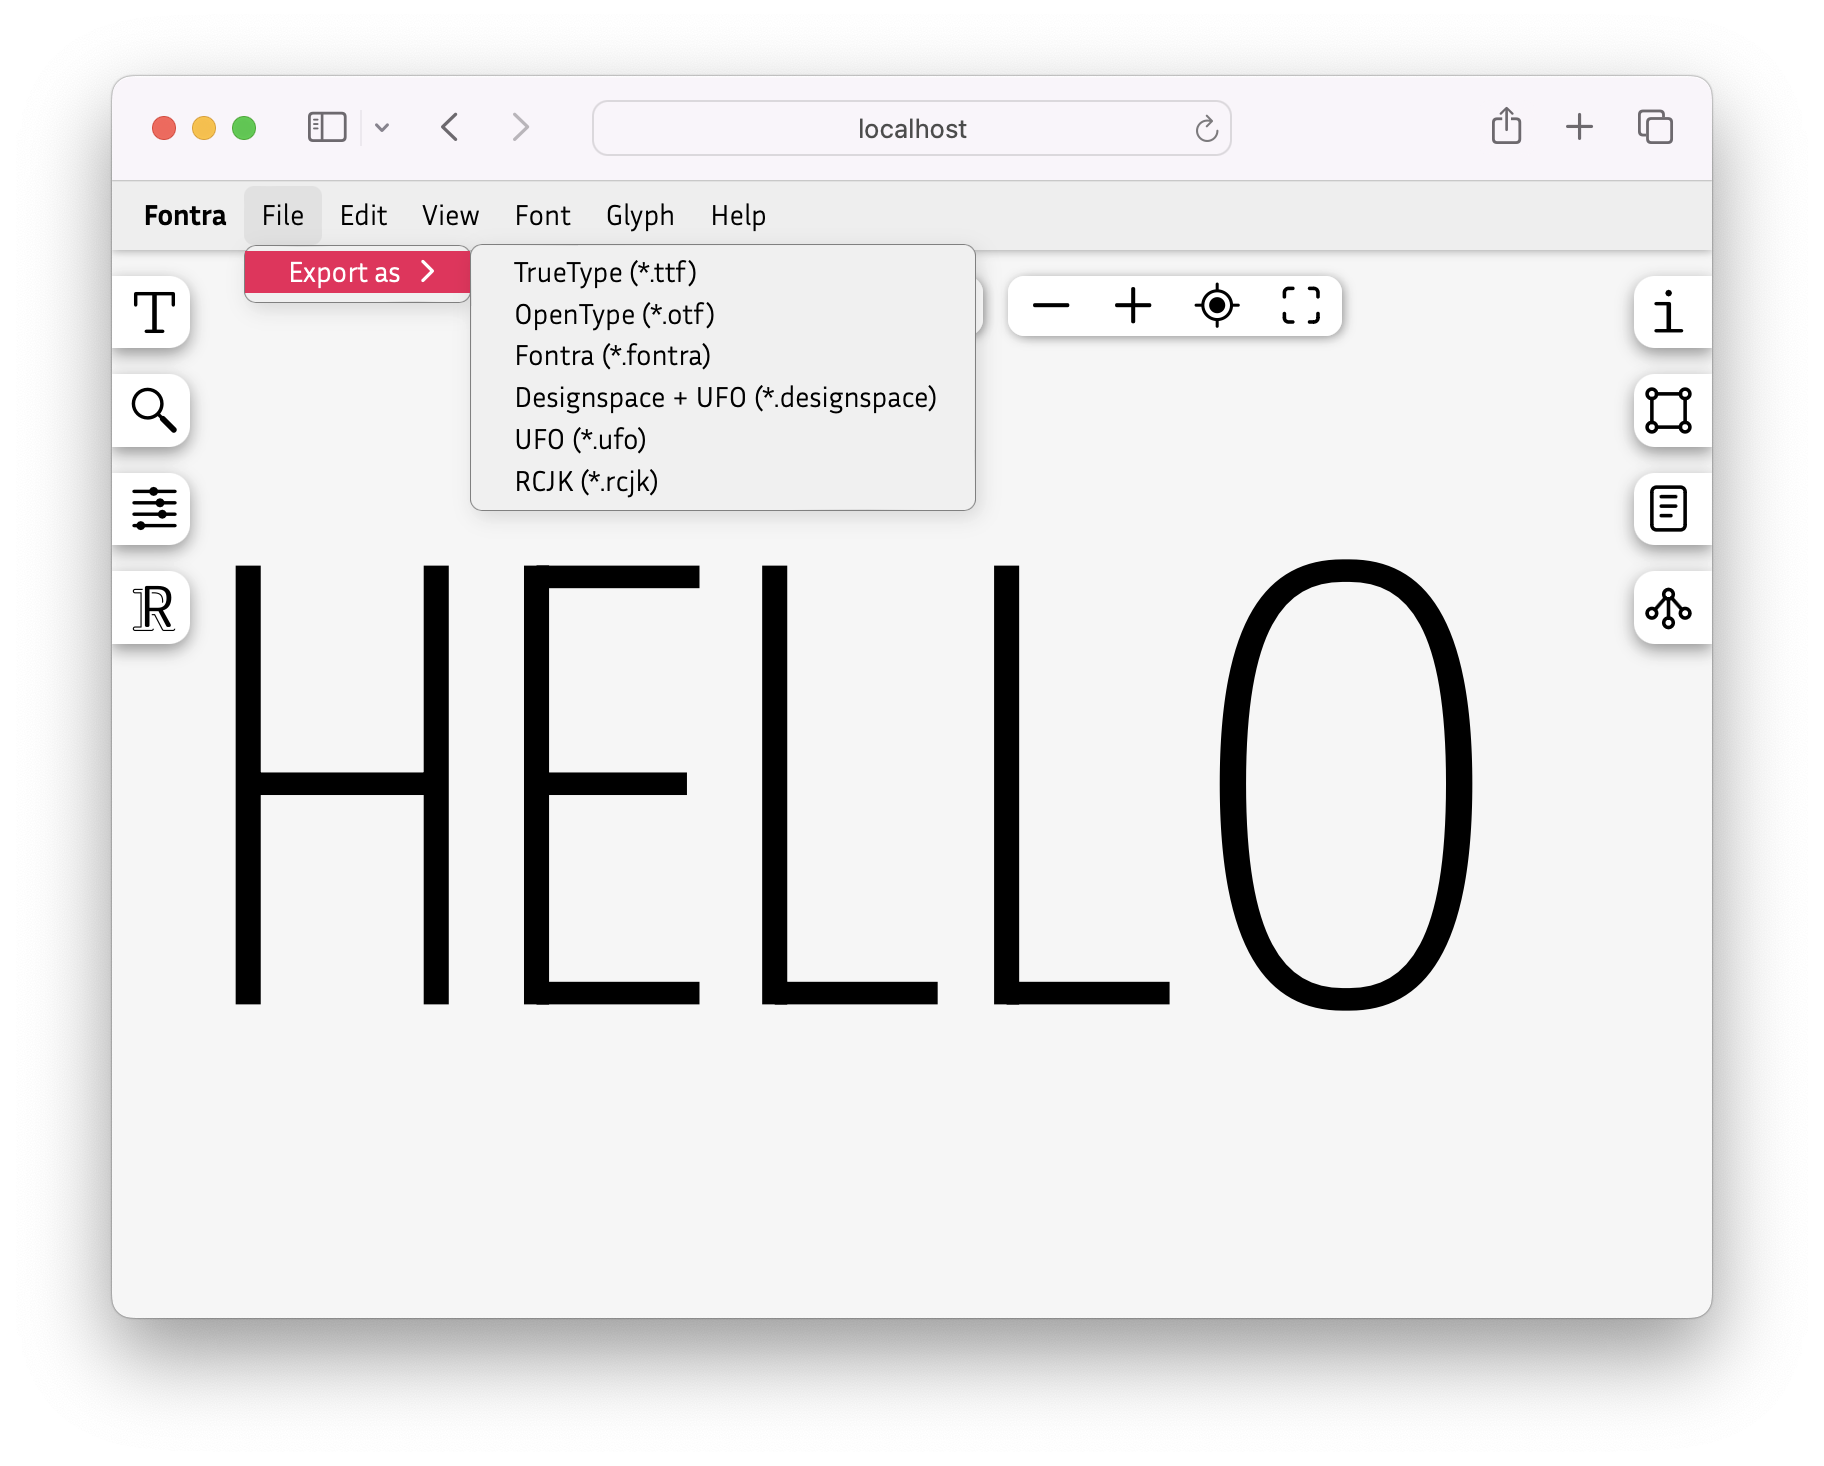 localhost
Fontra File Edit View Font Glyph Help
Export as
TrueType (*.ttf)
OpenType (*.otf)
Fontra (*.fontra)
Designspace + UFO (*.designspace)
UFO (*.ufo)
RCJK (*.rcjk)
T
i
R
HELLO